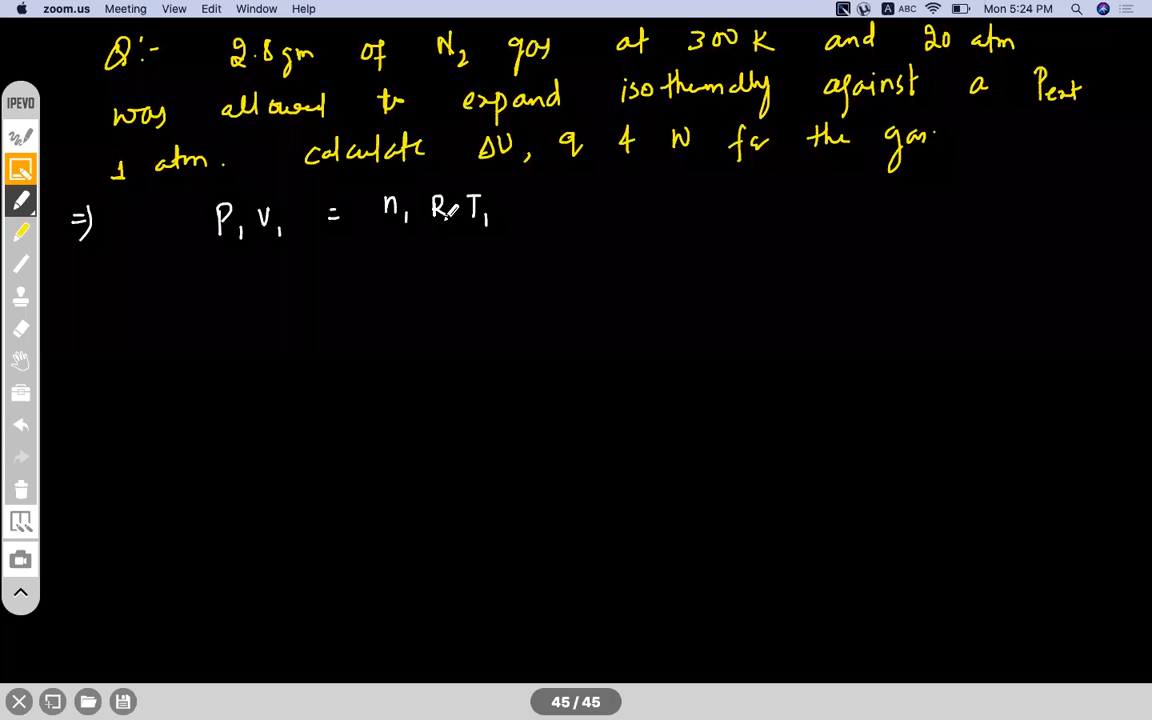 zoom.us Meeting View Edit Window Help A ABC Mon 5:24 PM
Q:- 2.8 gm of N₂ gas at 300 K and 20 atm
was allowed to expand isothermally against a Pext
1 atm. calculate ΔU, q & W for the gas.
IPEVO
=) P₁ V₁ = n₁ R T₁
45 / 45